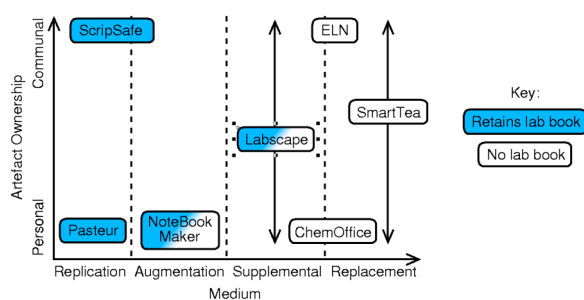 ScripSafe
ELN
Key:
SmartTea
Retains lab book
Labscape
No lab book
Pasteur
NoteBook
Maker
ChemOffice
Communal
Artefact Ownership
Personal
Replication
Augmentation
Supplemental
Replacement
Medium